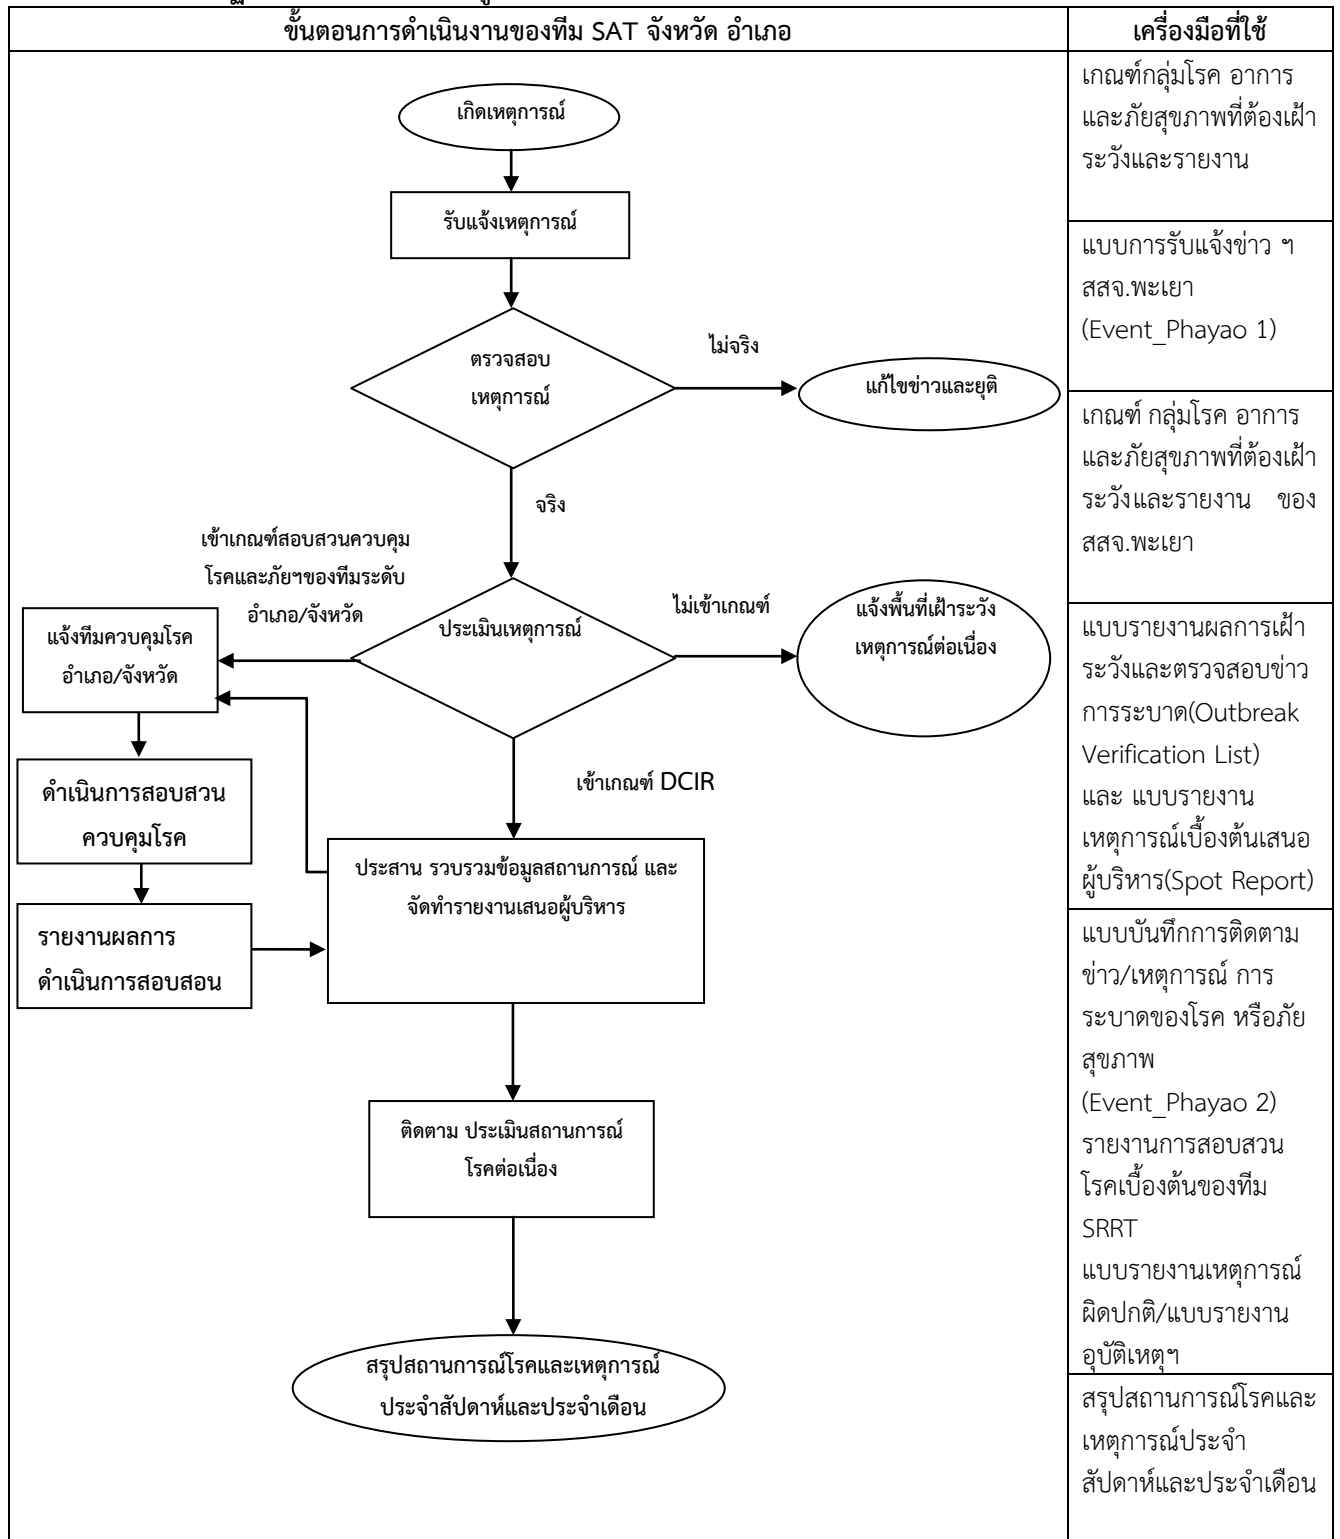 ขั้นตอนการดำเนินงานของทีม SAT จังหวัด อำเภอ
เครื่องมือที่ใช้
เกิดเหตุการณ์
รับแจ้งเหตุการณ์
ตรวจสอบ
เหตุการณ์
ไม่จริง
แก้ไขข่าวและยุติ
จริง
เข้าเกณฑ์สอบสวนควบคุม
โรคและภัยฯของทีมระดับ
อำเภอ/จังหวัด
ประเมินเหตุการณ์
ไม่เข้าเกณฑ์
แจ้งพื้นที่เฝ้าระวัง
เหตุการณ์ต่อเนื่อง
แจ้งทีมควบคุมโรค
อำเภอ/จังหวัด
ดำเนินการสอบสวน
ควบคุมโรค
เข้าเกณฑ์ DCIR
ประสาน รวบรวมข้อมูลสถานการณ์ และ
จัดทำรายงานเสนอผู้บริหาร
รายงานผลการ
ดำเนินการสอบสอน
ติดตาม ประเมินสถานการณ์
โรคต่อเนื่อง
สรุปสถานการณ์โรคและเหตุการณ์
ประจำสัปดาห์และประจำเดือน
เกณฑ์กลุ่มโรค อาการ
และภัยสุขภาพที่ต้องเฝ้า
ระวังและรายงาน
แบบการรับแจ้งข่าว ฯ
สสจ.พะเยา
(Event_Phayao 1)
เกณฑ์ กลุ่มโรค อาการ
และภัยสุขภาพที่ต้องเฝ้า
ระวังและรายงาน ของ
สสจ.พะเยา
แบบรายงานผลการเฝ้า
ระวังและตรวจสอบข่าว
การระบาด(Outbreak
Verification List)
และ แบบรายงาน
เหตุการณ์เบื้องต้นเสนอ
ผู้บริหาร(Spot Report)
แบบบันทึกการติดตาม
ข่าว/เหตุการณ์ การ
ระบาดของโรค หรือภัย
สุขภาพ
(Event_Phayao 2)
รายงานการสอบสวน
โรคเบื้องต้นของทีม
SRRT
แบบรายงานเหตุการณ์
ผิดปกติ/แบบรายงาน
อุบัติเหตุฯ
สรุปสถานการณ์โรคและ
เหตุการณ์ประจำ
สัปดาห์และประจำเดือน